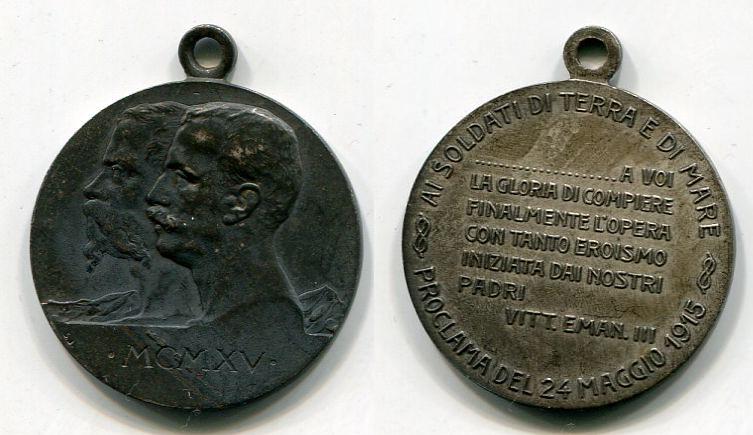 · MCMXV ·
AI SOLDATI DI TERRA E DI MARE
....................A VOI
LA GLORIA DI COMPIERE
FINALMENTE L'OPERA
CON TANTO EROISMO
INIZIATA DAI NOSTRI
PADRI
VITT. EMAN. III
PROCLAMA DEL 24 MAGGIO 1915